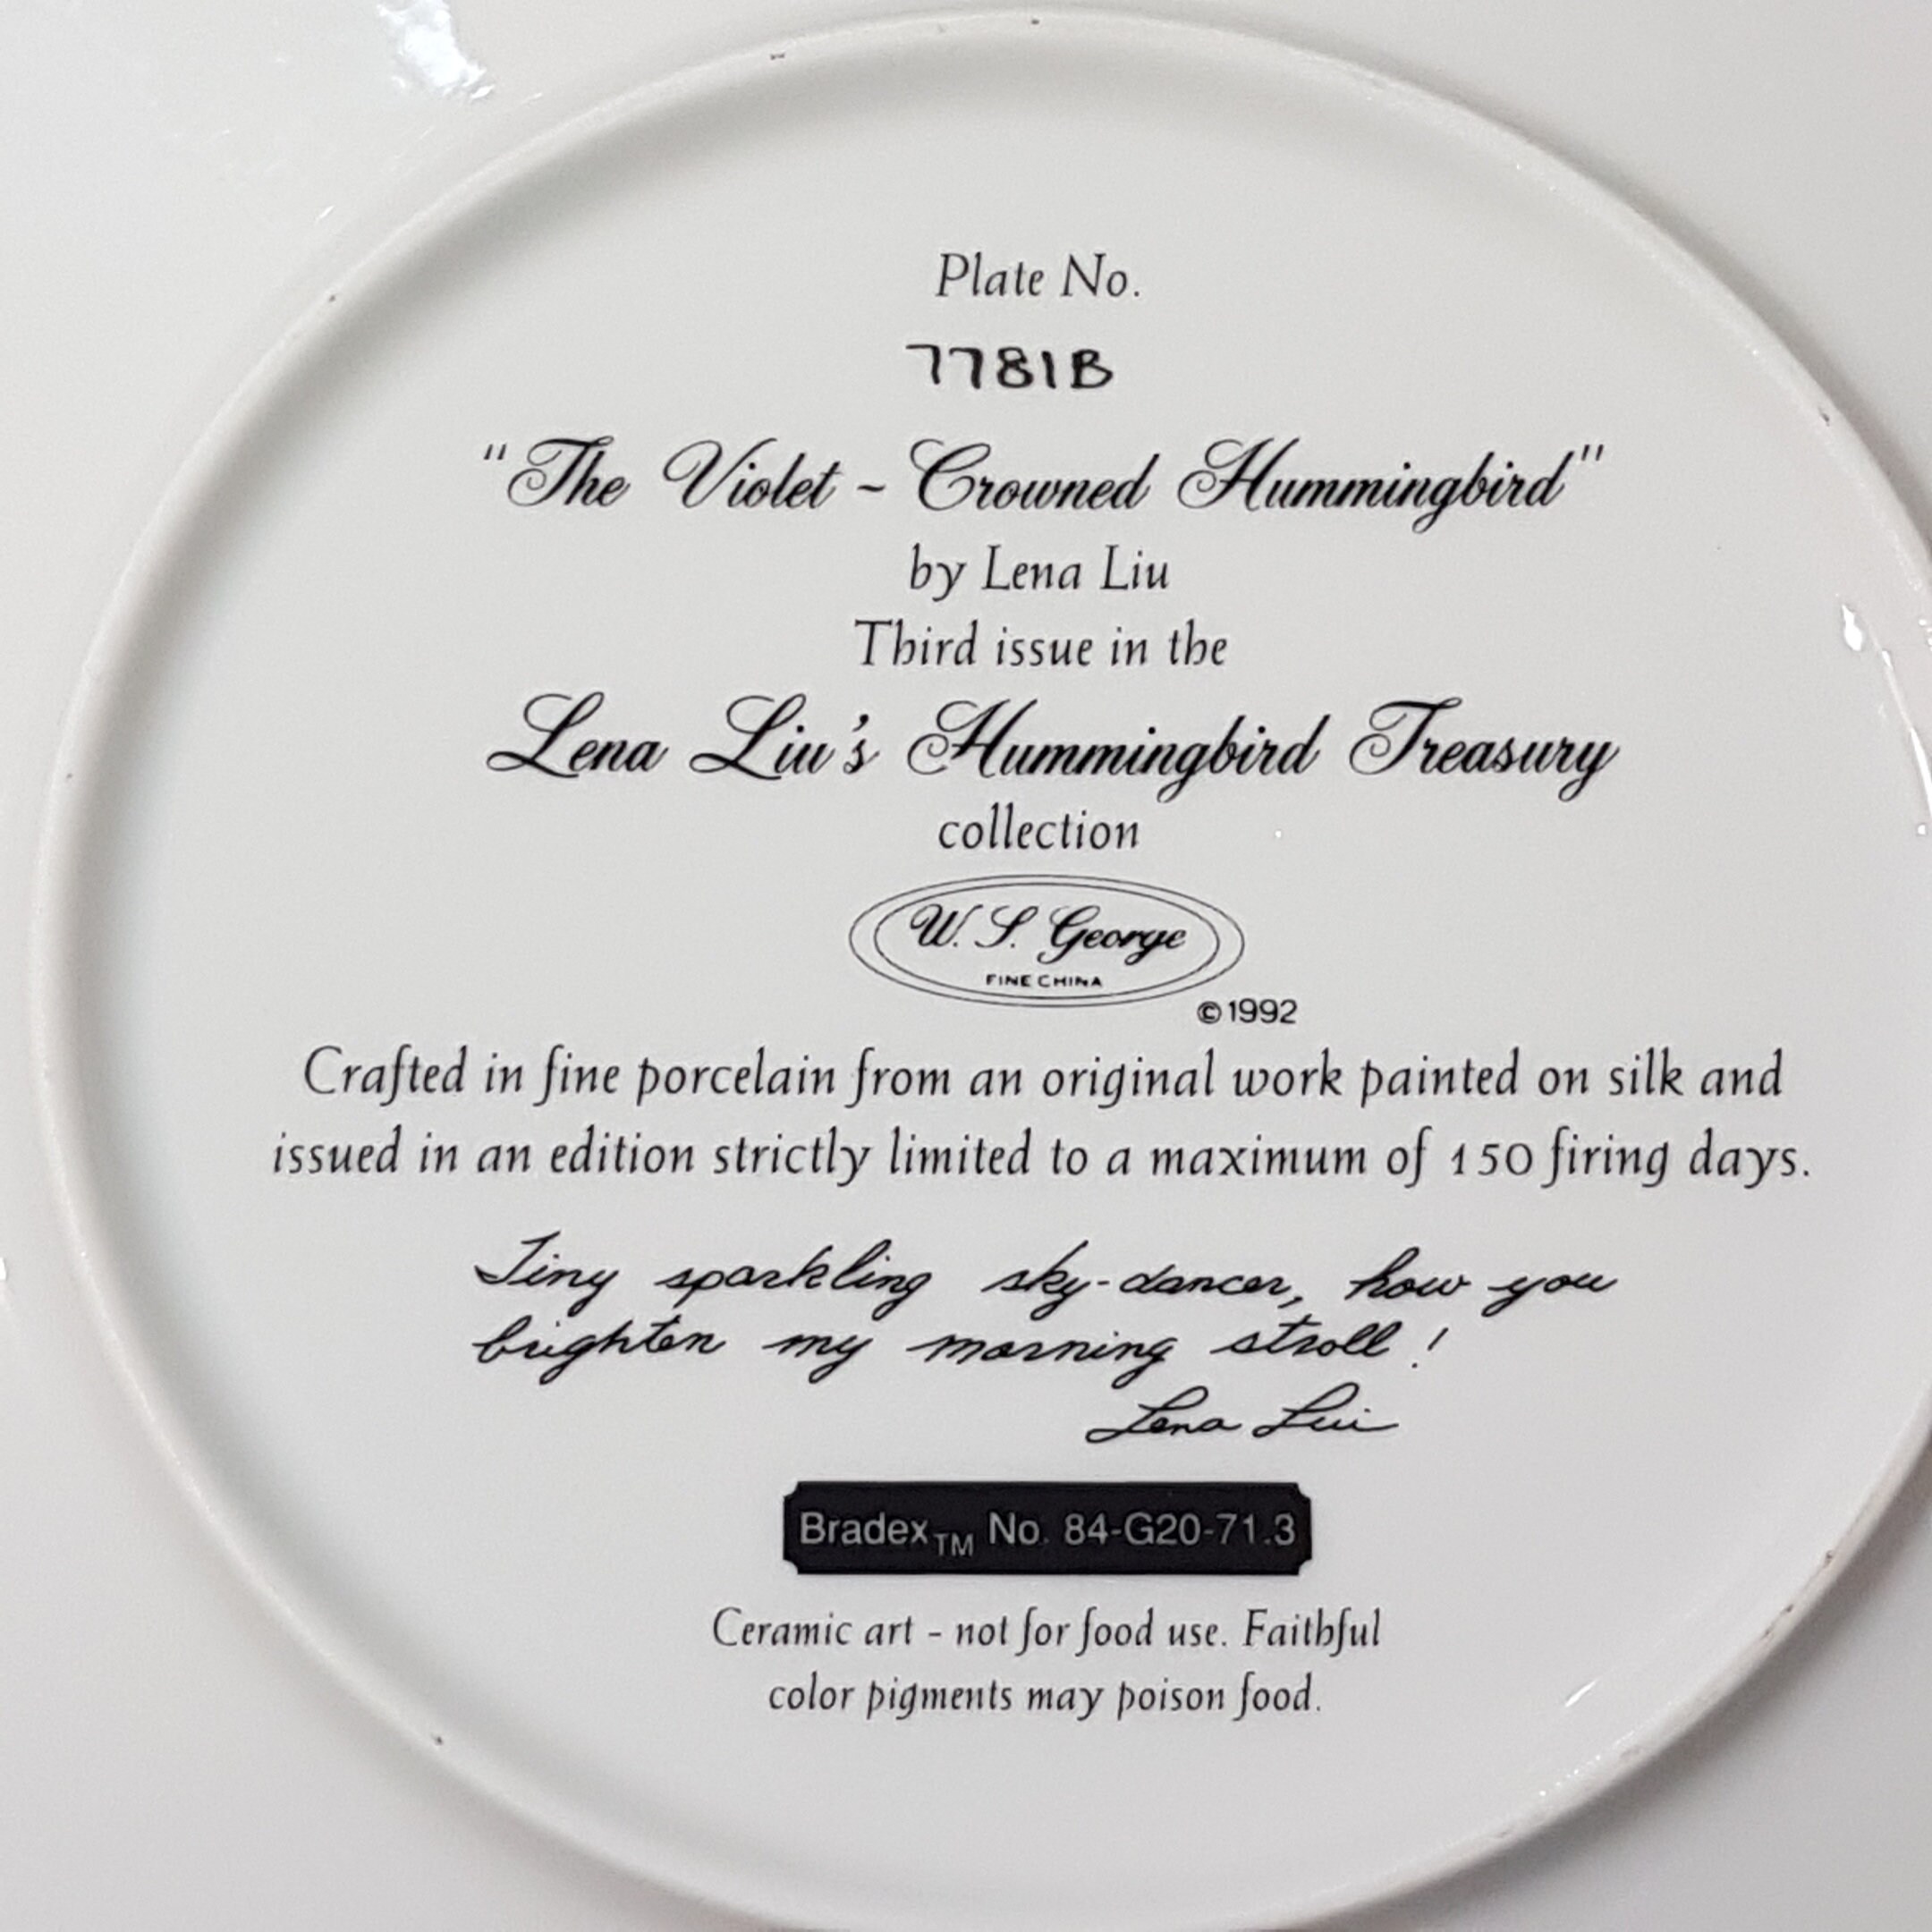 Plate No.
7781B
"The Violet ~ Crowned Hummingbird"
by Lena Liu
Third issue in the
Lena Liu's Hummingbird Treasury
collection
W. S. George
FINE CHINA
©1992
Crafted in fine porcelain from an original work painted on silk and
issued in an edition strictly limited to a maximum of 150 firing days.
Tiny sparkling sky-dancer, how you
brighten my morning stroll!
Lena Liu
Bradex™ No. 84-G20-71.3
Ceramic art - not for food use. Faithful
color pigments may poison food.